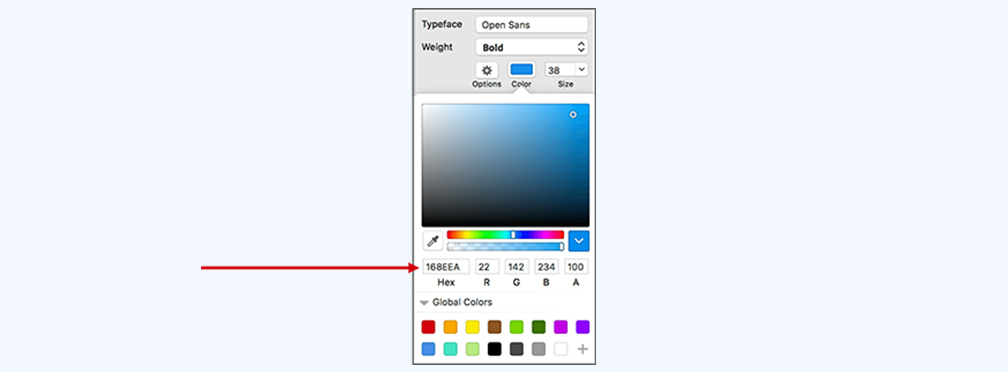 Typeface Open Sans
Weight Bold
38
Options Color Size
168EEA 22 142 234 100
Hex R G B A
Global Colors